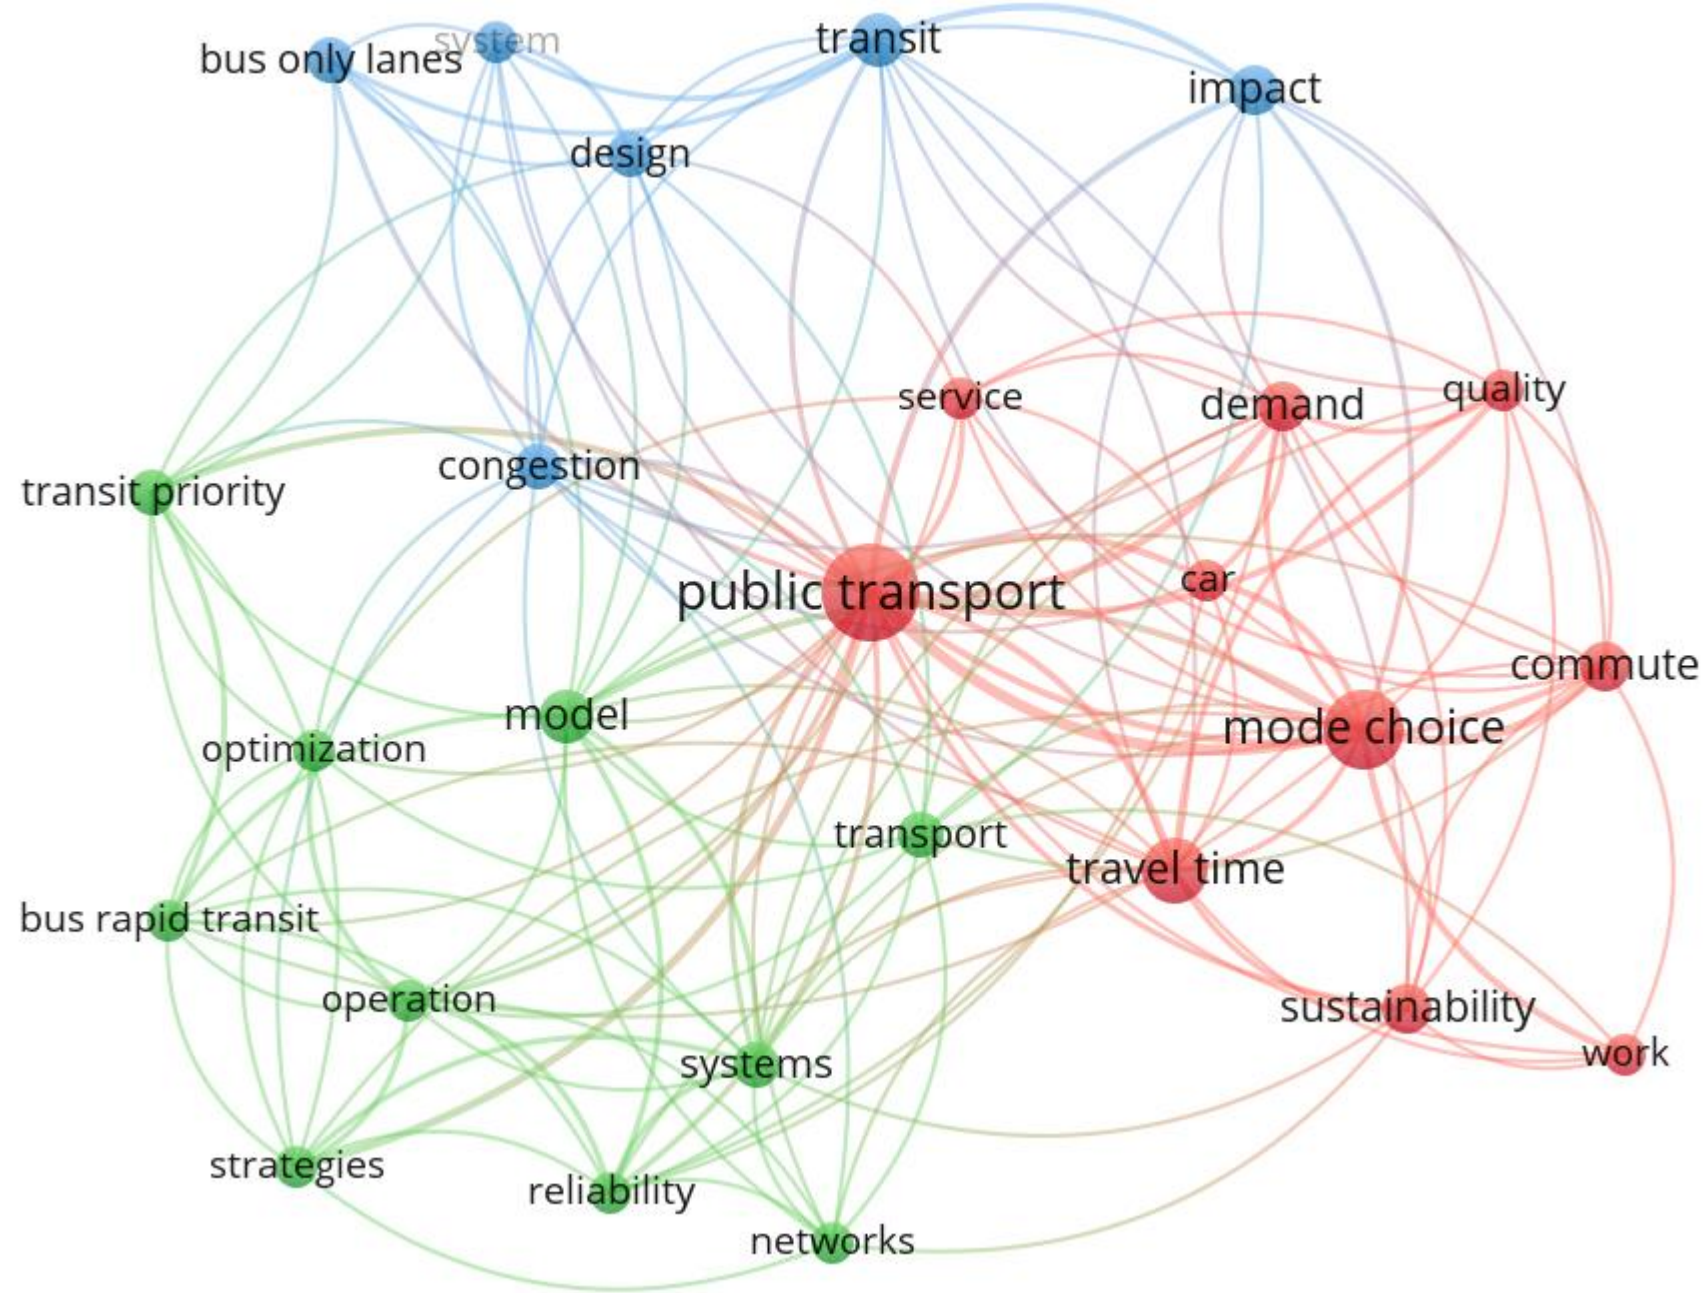 bus only lanes
system
transit
impact
design
service
demand
quality
transit priority
congestion
public transport
car
commute
model
mode choice
optimization
transport
travel time
bus rapid transit
operation
sustainability
systems
work
strategies
reliability
networks